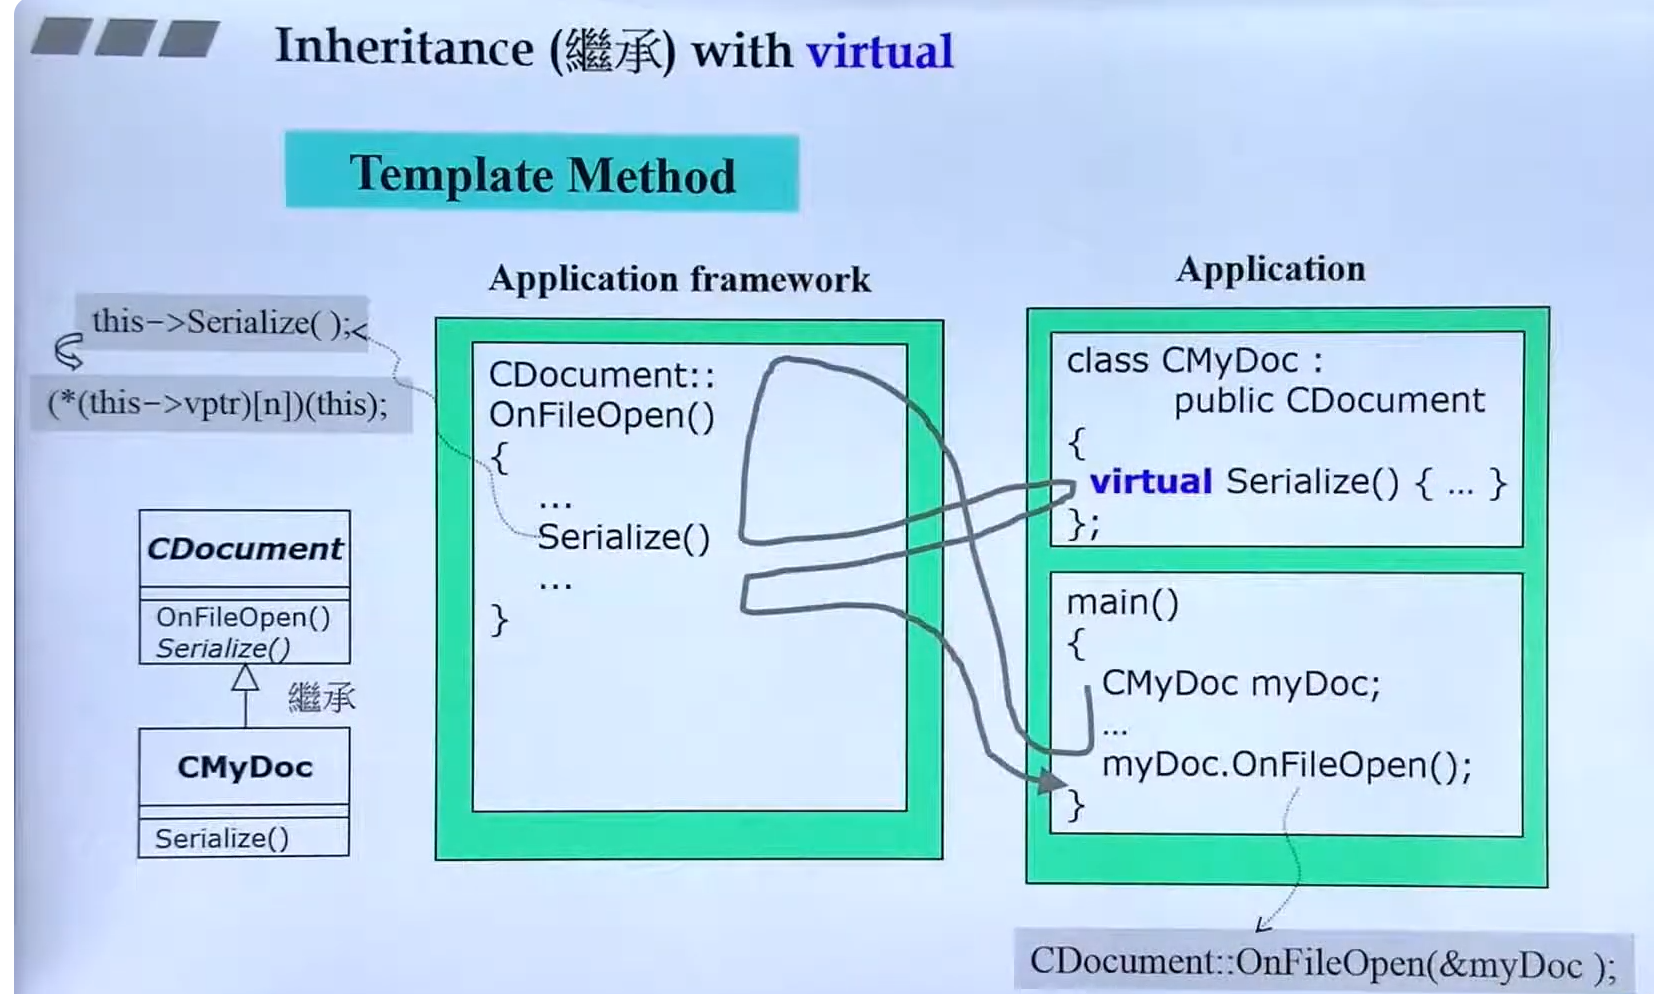 Inheritance (繼承) with virtual
Template Method
Application framework
Application
this->Serialize( );
(*(this->vptr)[n])(this);
CDocument
OnFileOpen()
Serialize()
繼承
CMyDoc
Serialize()
CDocument::
OnFileOpen()
{
...
Serialize()
...
}
class CMyDoc :
public CDocument
{
virtual Serialize() { ... }
};
main()
{
CMyDoc myDoc;
...
myDoc.OnFileOpen();
}
CDocument::OnFileOpen(&myDoc );